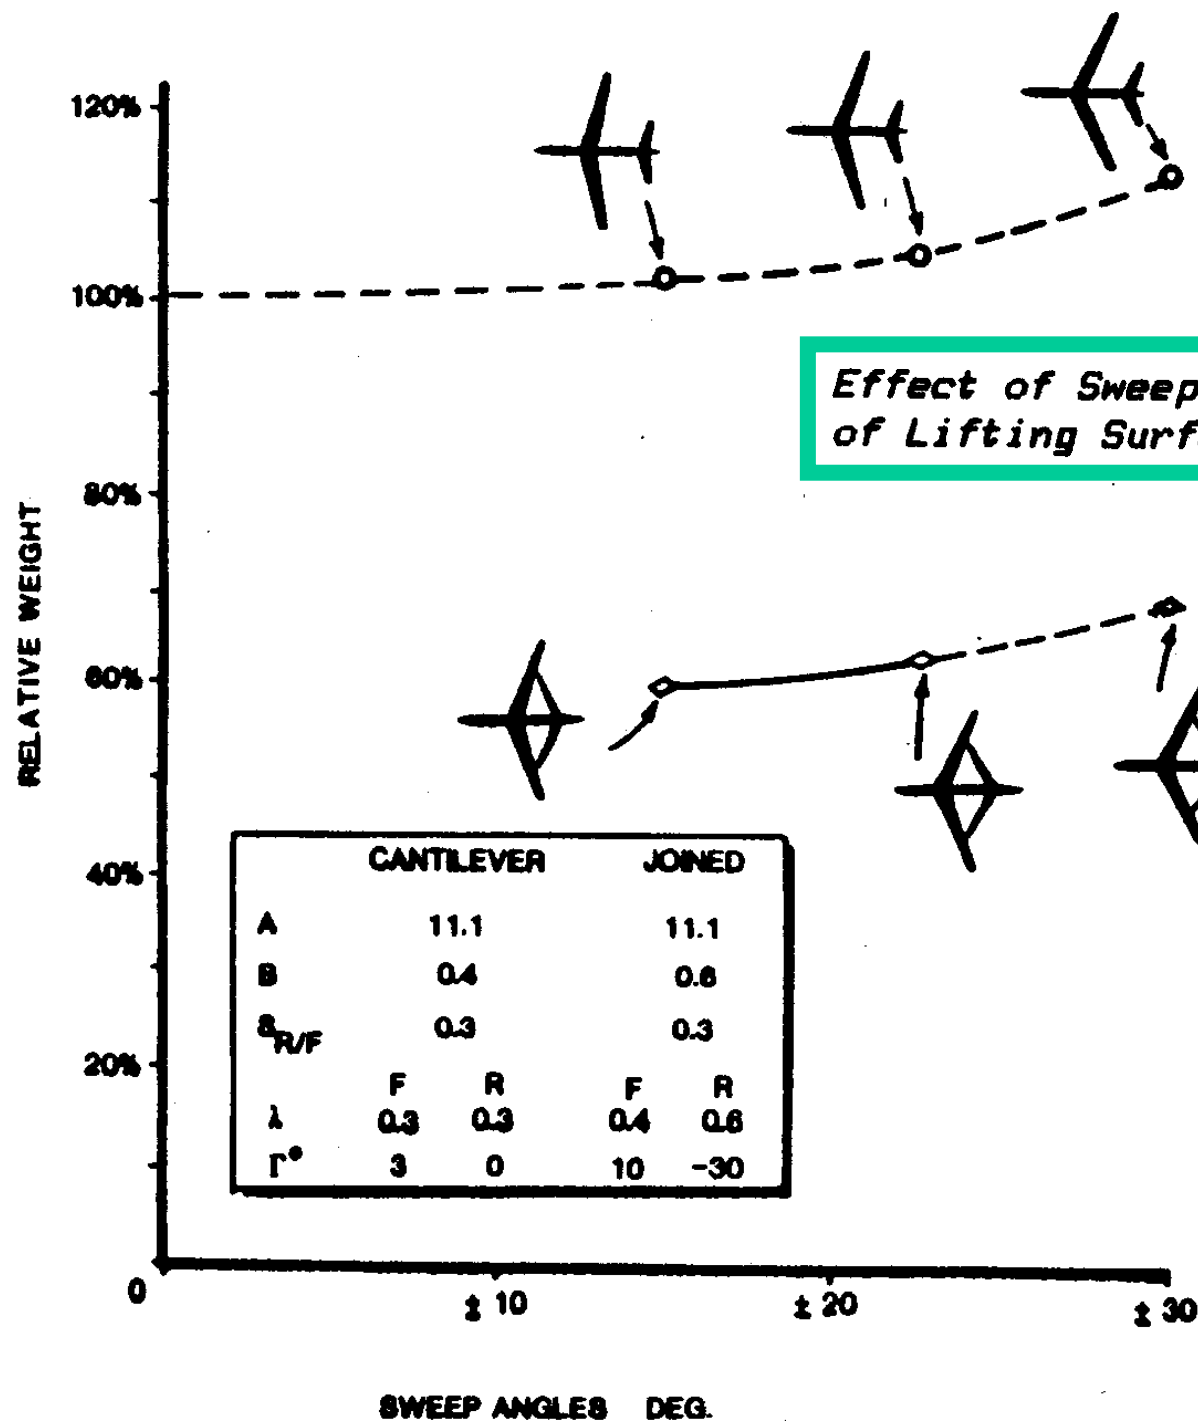 120%
100%
80%
60%
40%
20%
0
± 10
± 20
± 30
RELATIVE WEIGHT
SWEEP ANGLES DEG.
Effect of Sweep
of Lifting Surf
CANTILEVER JOINED
A 11.1 11.1
B 0.4 0.6
S R/F 0.3 0.3
F R F R
λ 0.3 0.3 0.4 0.6
Γ° 3 0 10 -30